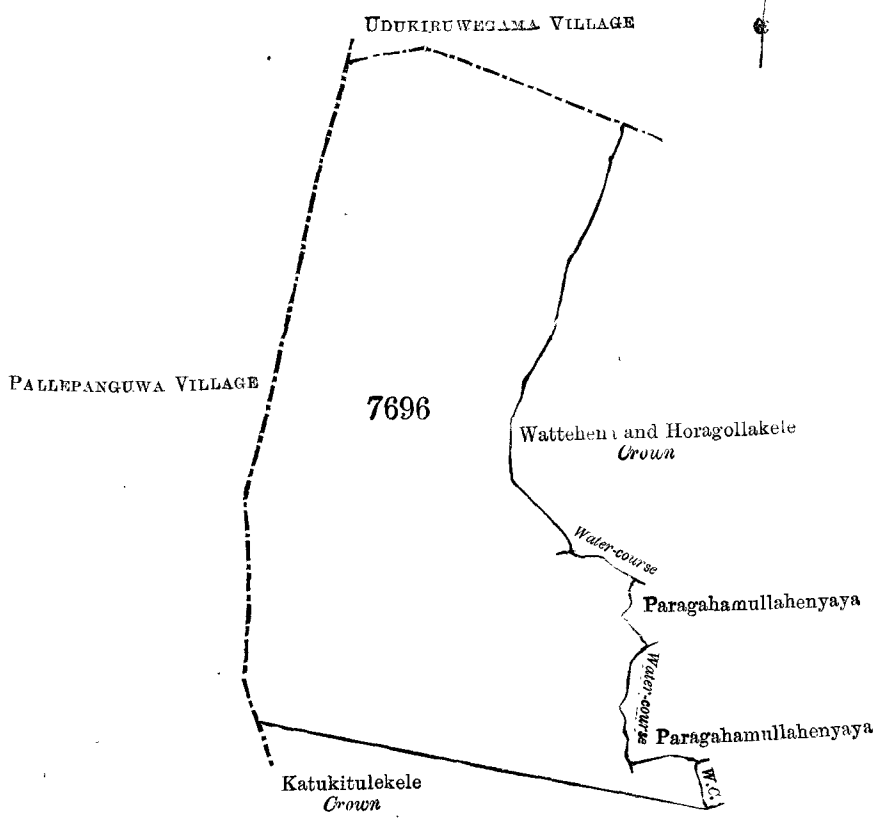 UDUKIRUWEGAMA VILLAGE
PALLEPANGUWA VILLAGE
7696
and Horagollakele
Crown
Water-course
Paragahamullahenyaya
Water-course
Paragahamullahenyaya
W.C.
Katukitulekele
Crown